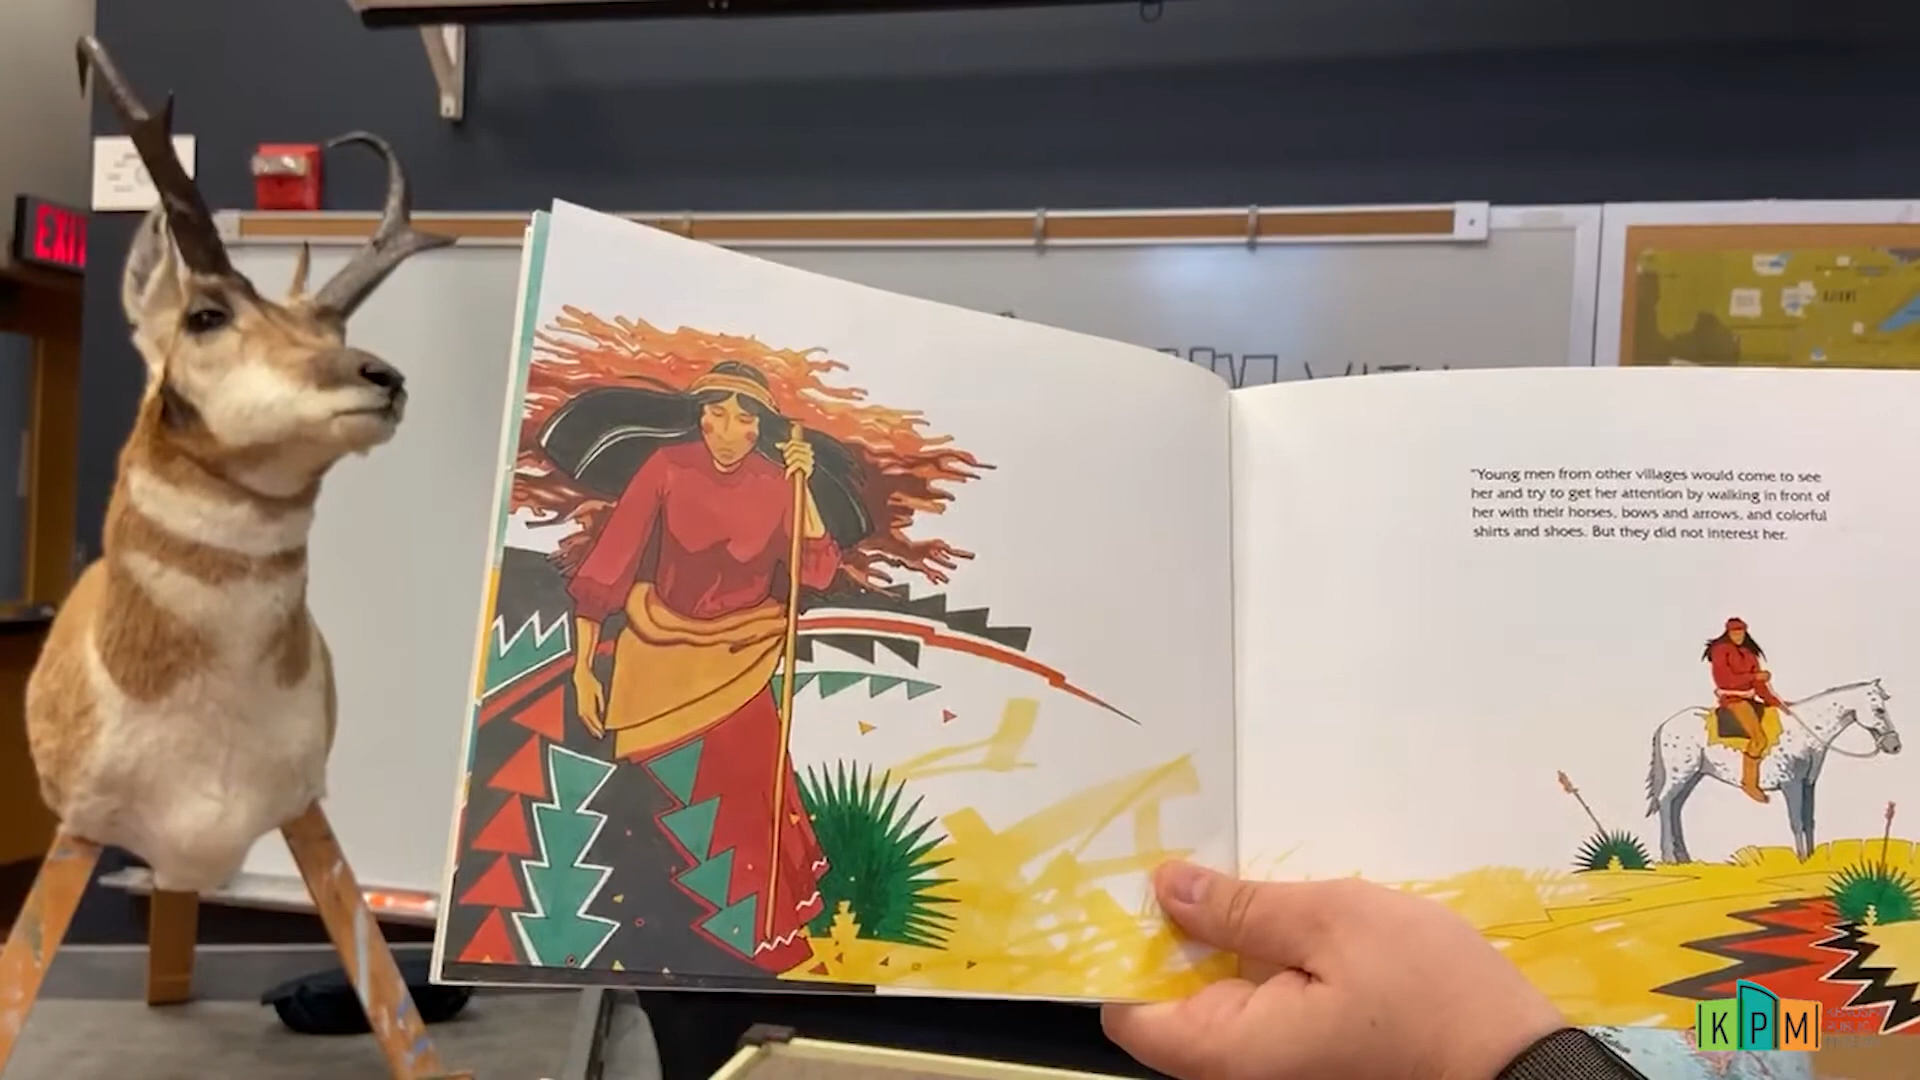 EXIT
WITH
"Young men from other villages would come to see
her and try to get her attention by walking in front of
her with their horses, bows and arrows, and colorful
shirts and shoes. But they did not interest her.
KPM